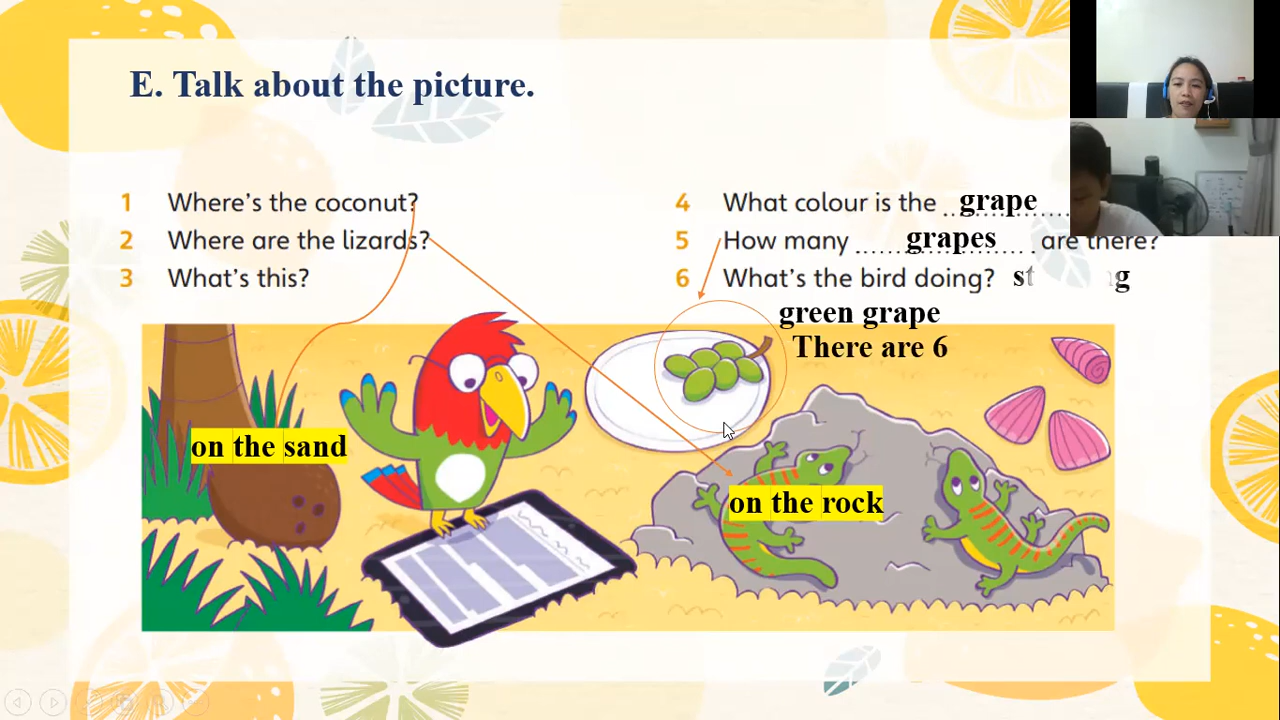 E. Talk about the picture.
1 Where's the coconut?
2 Where are the lizards?
3 What's this?
4 What colour is the grape
5 How many grapes are there?
6 What's the bird doing?
green grape
There are 6
on the sand
on the rock